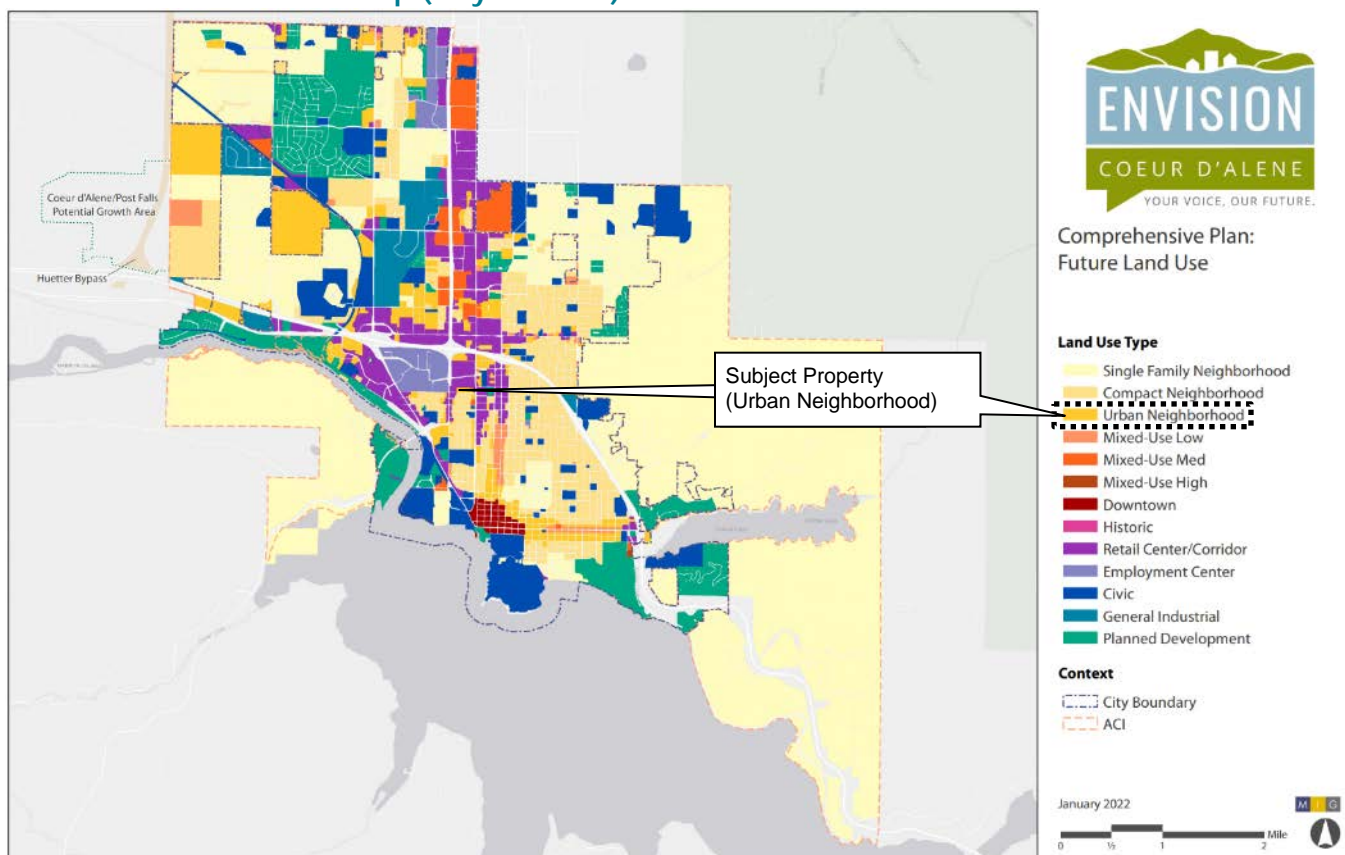 ENVISION
COEUR D'ALENE
YOUR VOICE, OUR FUTURE.
Comprehensive Plan:
Future Land Use
Coeur d'Alene/Post Falls
Potential Growth Area
Huetter Bypass
Subject Property
(Urban Neighborhood)
Land Use Type
Single Family Neighborhood
Compact Neighborhood
Urban Neighborhood
Mixed-Use Low
Mixed-Use Med
Mixed-Use High
Downtown
Historic
Retail Center/Corridor
Employment Center
Civic
General Industrial
Planned Development
Context
City Boundary
ACI
January 2022
M I G
0 ½ 1 2 Mile